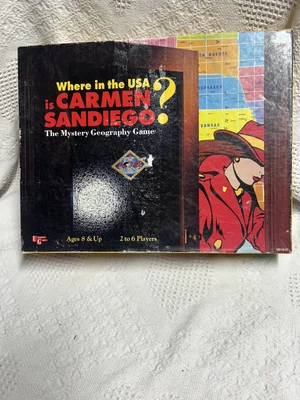 Where in the USA
is CARMEN
SANDIEGO?
The Mystery Geography Game
Ages 8 & Up
2 to 6 Players
NEBRASKA
KANSAS